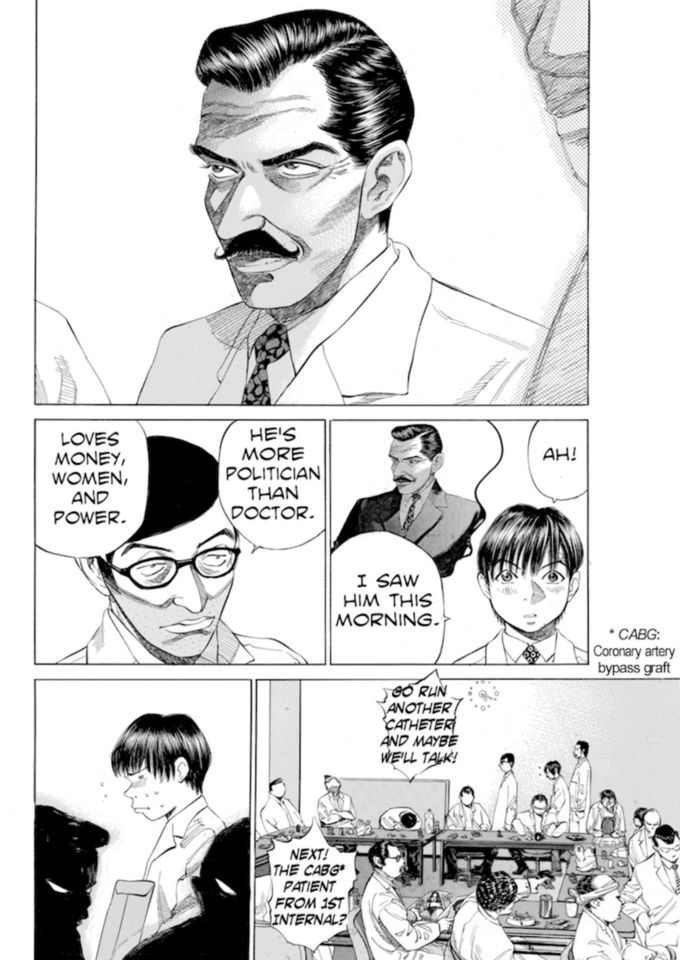 AH!
I SAW
HIM THIS
MORNING.
HE'S
MORE
POLITICIAN
THAN
DOCTOR.
LOVES
MONEY,
WOMEN,
AND
POWER.
* CABG:
Coronary artery
bypass graft
GO RUN
ANOTHER
CATHETER
AND MAYBE
WE'LL TALK!
NEXT!
THE CABG*
PATIENT
FROM 1ST
INTERNAL?